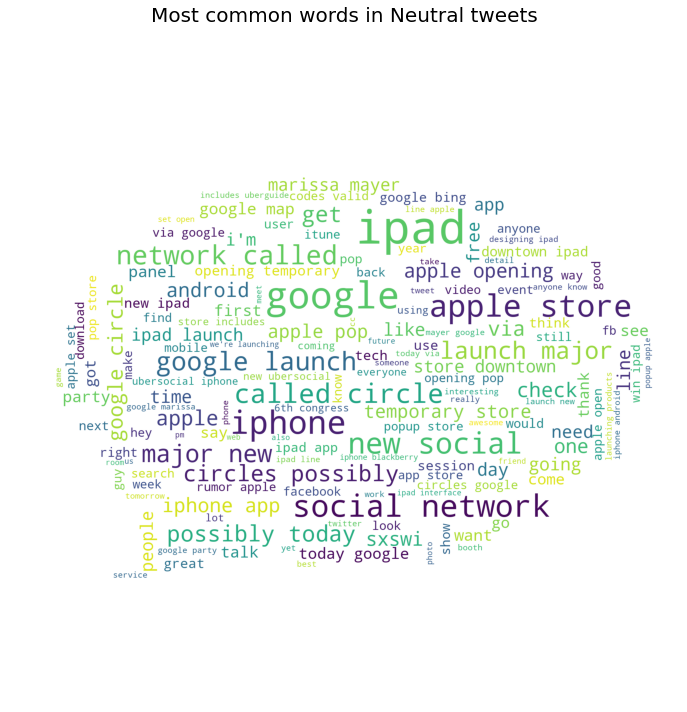 Most common words in Neutral tweets
marissa mayer
includes uberguide
codes valid
google bing
google map
get
ipad
app
set open
line apple
user
itune
via google
i'm
year
free
anyone
designing ipad
network called
pop
downtown ipad
panel
opening temporary
back
apple opening
take
way
good
detail
anyone know
android
google
tweet
video
event
new ipad
first
meet
using
apple store
pop store
download
apple set
google circle
store includes
apple pop
cc
like
mayer google
via
think
fb
see
ipad launch
we're launching
coming
future
use
still
launch major
line
win ipad
popup apple
make
mobile
google launch
tech
today via
someone
store downtown
got
game
ubersocial iphone
new ubersocial
everyone
opening pop
interesting
check
thank
party
time
called circle
know
really
launch new
apple open
launching products
iphone android
google marissa
6th congress
temporary store
next
apple
phone
iphone
popup store
would
awesome
need
hey
pm
say
web
also
new social
one
right
major new
ipad app
iphone blackberry
room
us
guy
ipad line
session
friend
going
search
circles possibly
app store
day
come
week
rumor apple
facebook
circles google
tomorrow
iphone app
work
ipad interface
social network
people
lot
twitter
look
go
possibly today
sxswi
show
want
google party
talk
yet
today google
photo
booth
great
best
service